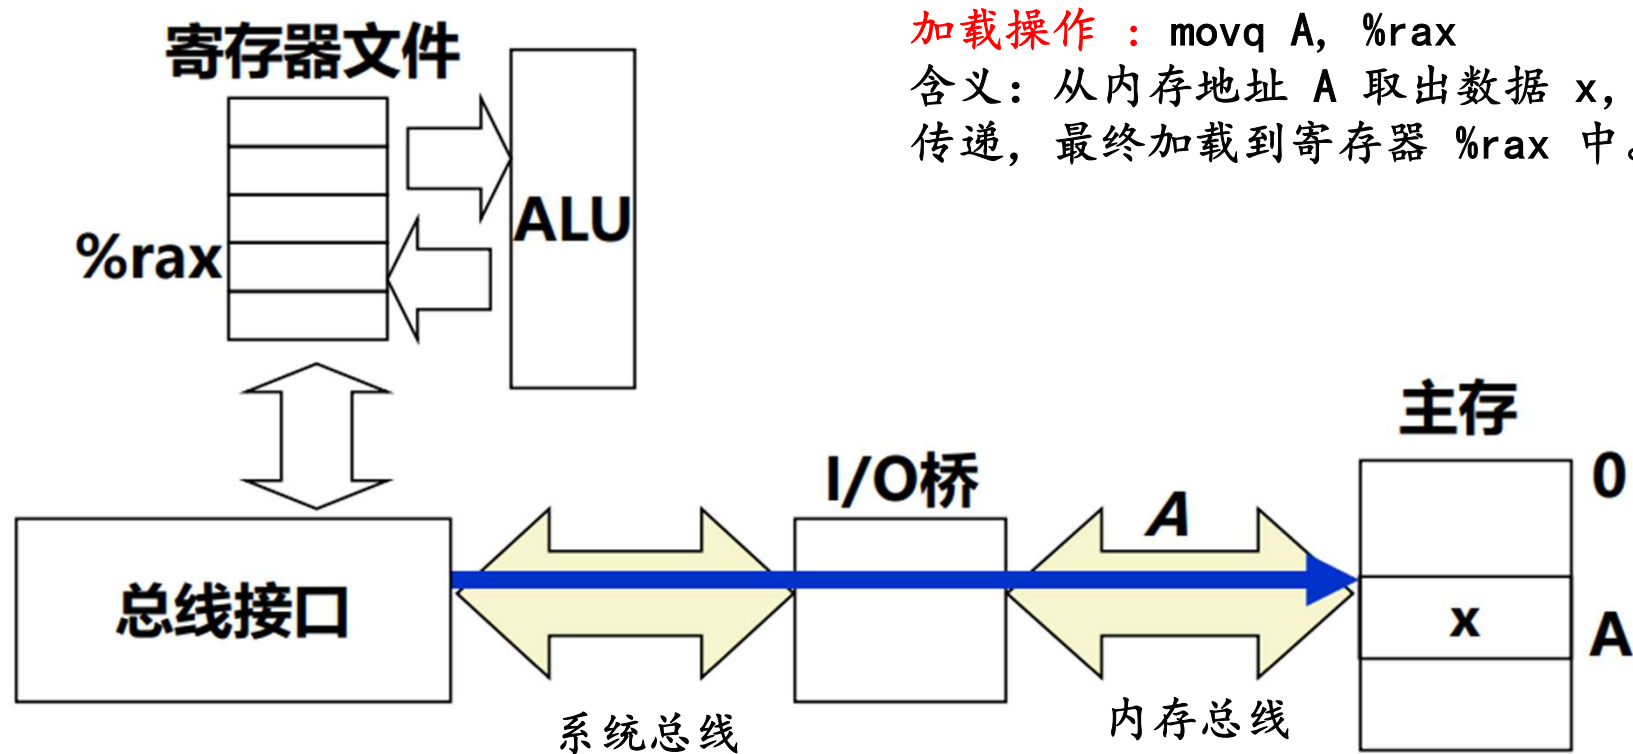 寄存器文件
加载操作 : movq A, %rax
含义: 从内存地址 A 取出数据 x,
传递, 最终加载到寄存器 %rax 中。
ALU
%rax
主存
I/O桥
A
0
总线接口
x
A
系统总线
内存总线